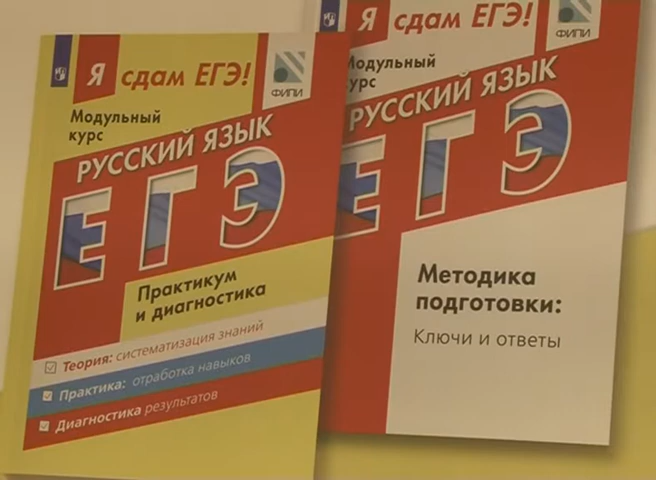 Я сдам ЕГЭ!
ФИПИ
Модульный
курс
РУССКИЙ ЯЗЫК
ЕГЭ
Практикум
и диагностика
Теория: систематизация знаний
Практика: отработка навыков
Диагностика результатов
Я сдам ЕГЭ!
ФИПИ
Модульный
курс
РУССКИЙ ЯЗЫК
ЕГЭ
Методика
подготовки:
Ключи и ответы